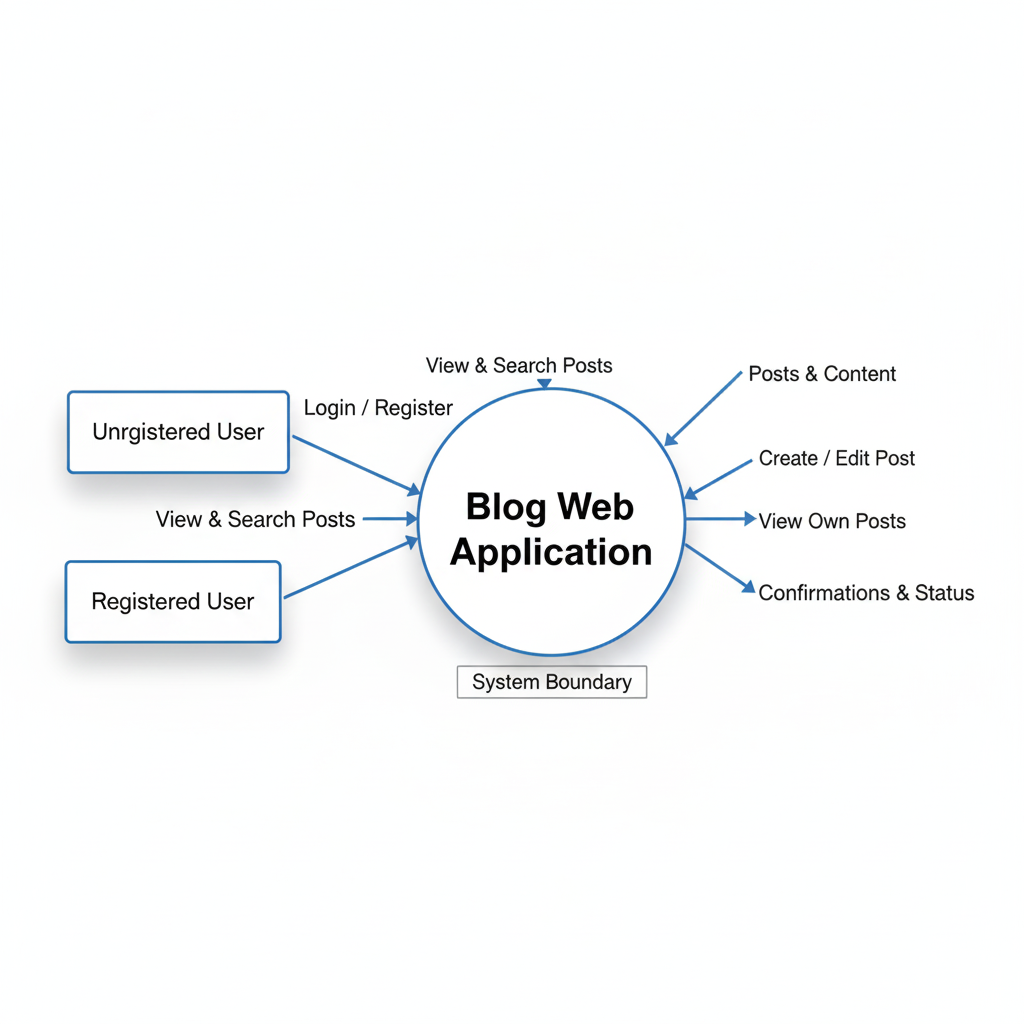 View & Search Posts
Posts & Content
Login / Register
Unrgistered User
Create / Edit Post
View & Search Posts
Blog Web
Application
View Own Posts
Registered User
Confirmations & Status
System Boundary